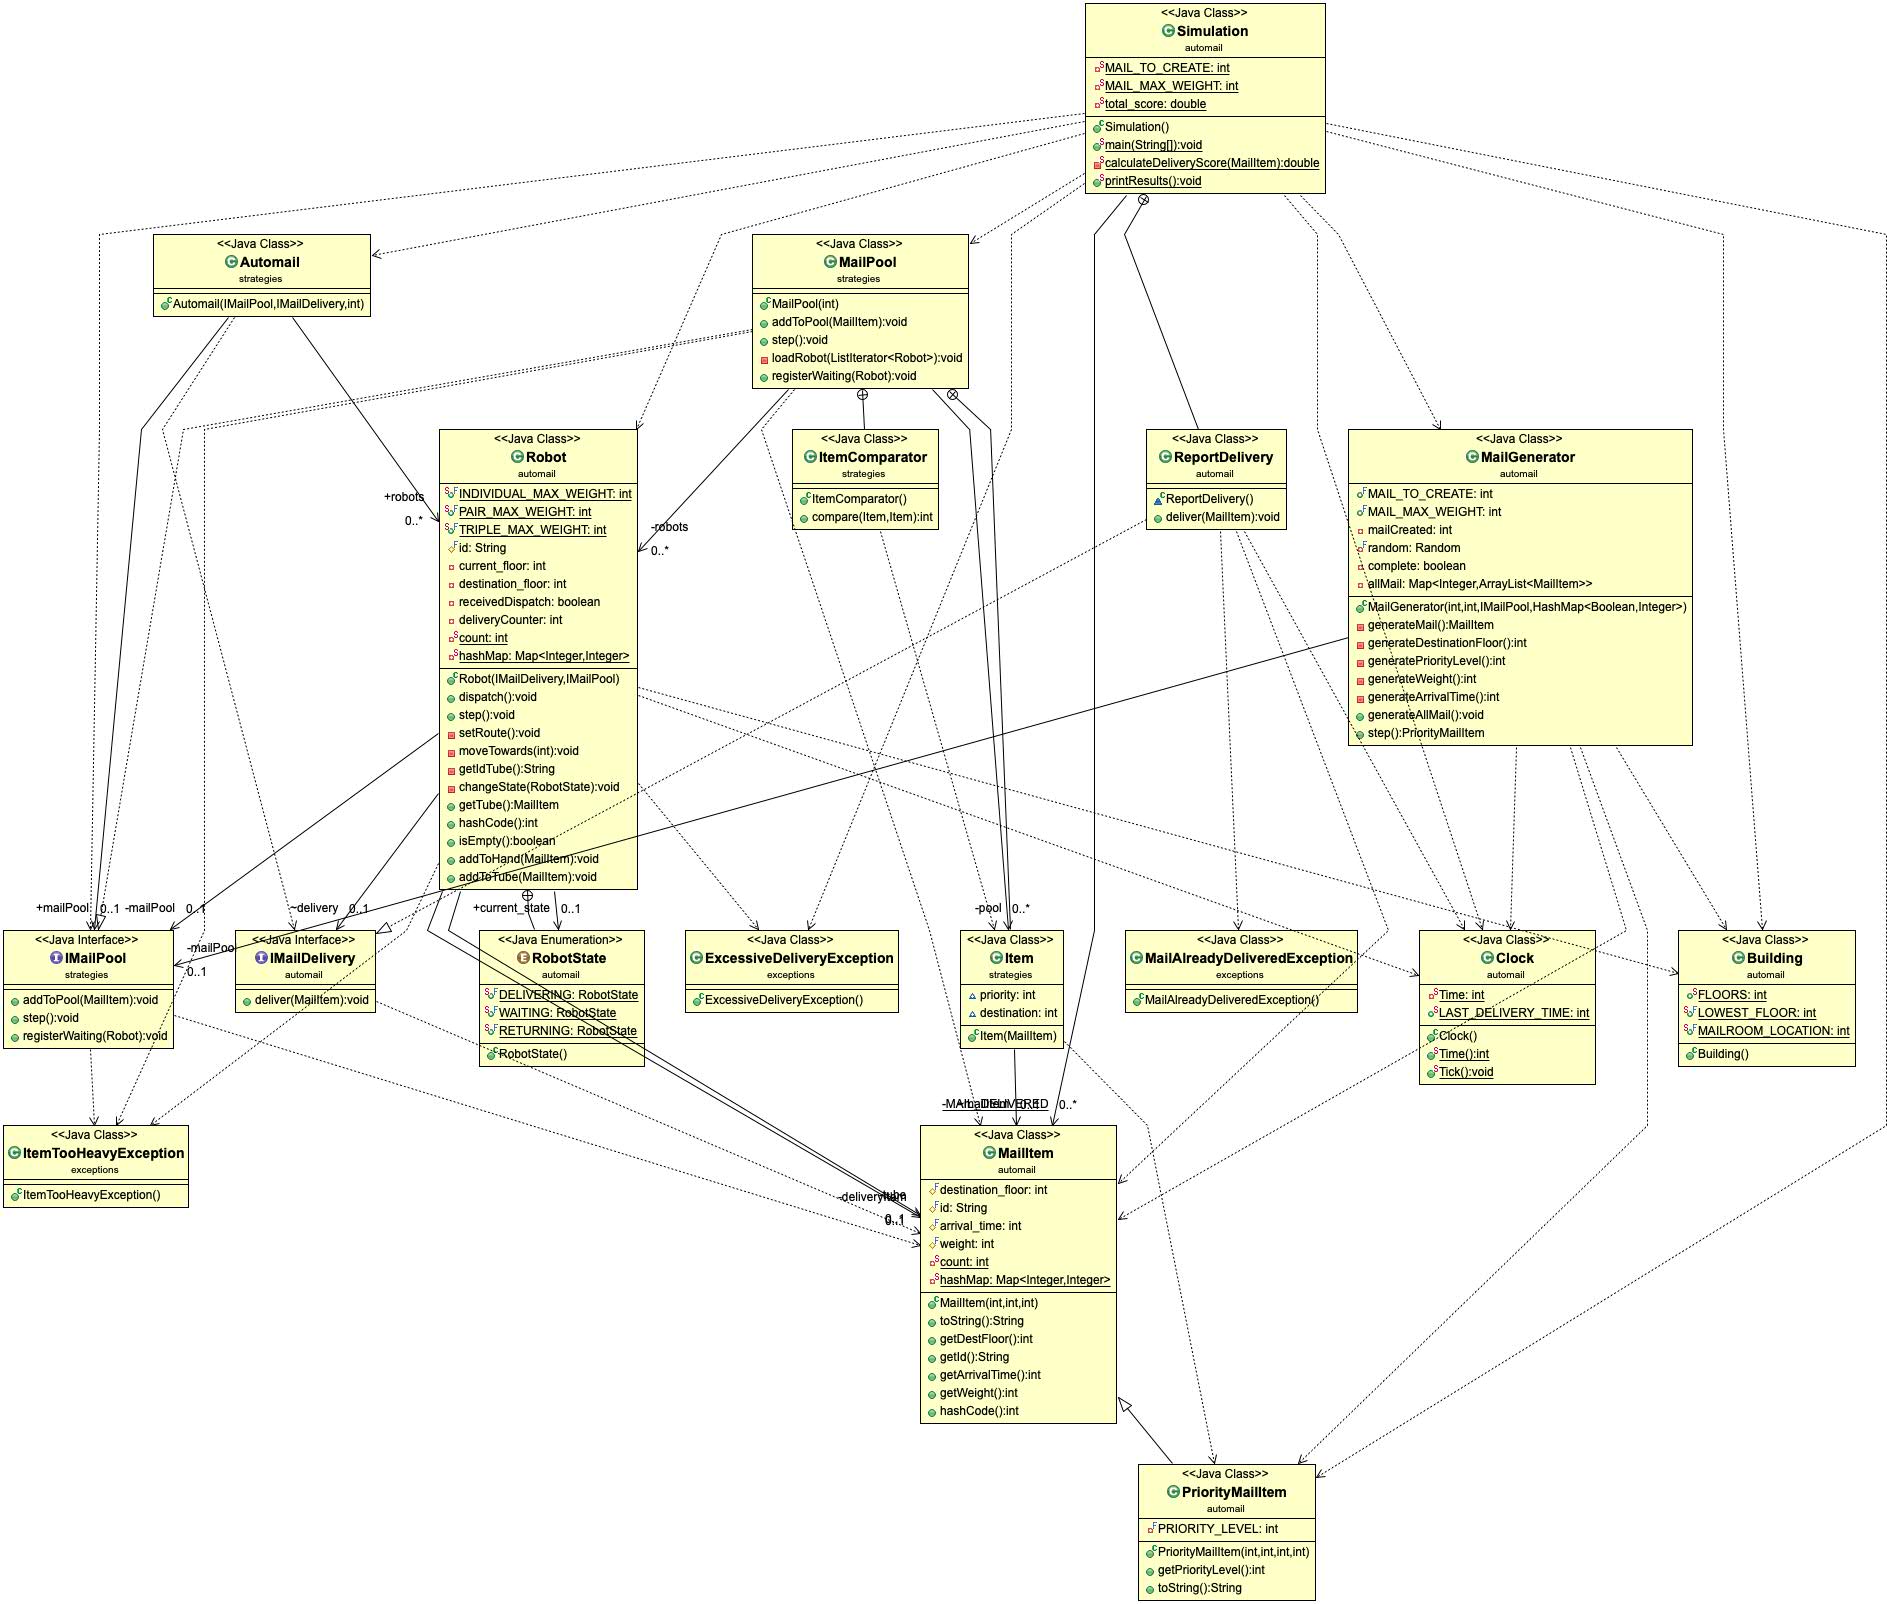 <<Java Class>>
Simulation
automail
MAIL_TO_CREATE: int
MAIL_MAX_WEIGHT: int
total_score: double
Simulation()
main(String[]):void
calculateDeliveryScore(MailItem):double
printResults():void
<<Java Class>>
Automail
strategies
Automail(IMailPool,IMailDelivery,int)
<<Java Class>>
MailPool
strategies
MailPool(int)
addToPool(MailItem):void
step():void
loadRobot(ListIterator<Robot>):void
registerWaiting(Robot):void
+robots
0..*
<<Java Class>>
Robot
automail
INDIVIDUAL_MAX_WEIGHT: int
PAIR_MAX_WEIGHT: int
TRIPLE_MAX_WEIGHT: int
id: String
current_floor: int
destination_floor: int
receivedDispatch: boolean
deliveryCounter: int
count: int
hashMap: Map<Integer,Integer>
Robot(IMailDelivery,IMailPool)
dispatch():void
step():void
setRoute():void
moveTowards(int):void
getIdTube():String
changeState(RobotState):void
getTube():MailItem
hashCode():int
isEmpty():boolean
addToHand(MailItem):void
addToTube(MailItem):void
-robots
0..*
<<Java Class>>
ItemComparator
strategies
ItemComparator()
compare(Item,Item):int
<<Java Class>>
ReportDelivery
automail
ReportDelivery()
deliver(MailItem):void
<<Java Class>>
MailGenerator
automail
MAIL_TO_CREATE: int
MAIL_MAX_WEIGHT: int
mailCreated: int
random: Random
complete: boolean
allMail: Map<Integer,ArrayList<MailItem>>
MailGenerator(int,int,IMailPool,HashMap<Boolean,Integer>)
generateMail():MailItem
generateDestinationFloor():int
generatePriorityLevel():int
generateWeight():int
generateArrivalTime():int
generateAllMail():void
step():PriorityMailItem
+mailPool
0..1
-mailPool
0..1
~delivery
0..1
+current_state
0..1
-pool
0..*
<<Java Interface>>
IMailPool
strategies
addToPool(MailItem):void
step():void
registerWaiting(Robot):void
-mailPool
0..1
<<Java Interface>>
IMailDelivery
automail
deliver(MailItem):void
<<Java Enumeration>>
RobotState
automail
DELIVERING: RobotState
WAITING: RobotState
RETURNING: RobotState
RobotState()
<<Java Class>>
ExcessiveDeliveryException
exceptions
ExcessiveDeliveryException()
<<Java Class>>
Item
strategies
priority: int
destination: int
Item(MailItem)
<<Java Class>>
MailAlreadyDeliveredException
exceptions
MailAlreadyDeliveredException()
<<Java Class>>
Clock
automail
Time: int
LAST_DELIVERY_TIME: int
Clock()
Time():int
Tick():void
<<Java Class>>
Building
automail
FLOORS: int
LOWEST_FLOOR: int
MAILROOM_LOCATION: int
Building()
0..1
0..*
<<Java Class>>
ItemTooHeavyException
exceptions
ItemTooHeavyException()
-deliveryItem
0..1
<<Java Class>>
MailItem
automail
destination_floor: int
id: String
arrival_time: int
weight: int
count: int
hashMap: Map<Integer,Integer>
MailItem(int,int,int)
toString():String
getDestFloor():int
getId():String
getArrivalTime():int
getWeight():int
hashCode():int
<<Java Class>>
PriorityMailItem
automail
PRIORITY_LEVEL: int
PriorityMailItem(int,int,int,int)
getPriorityLevel():int
toString():String